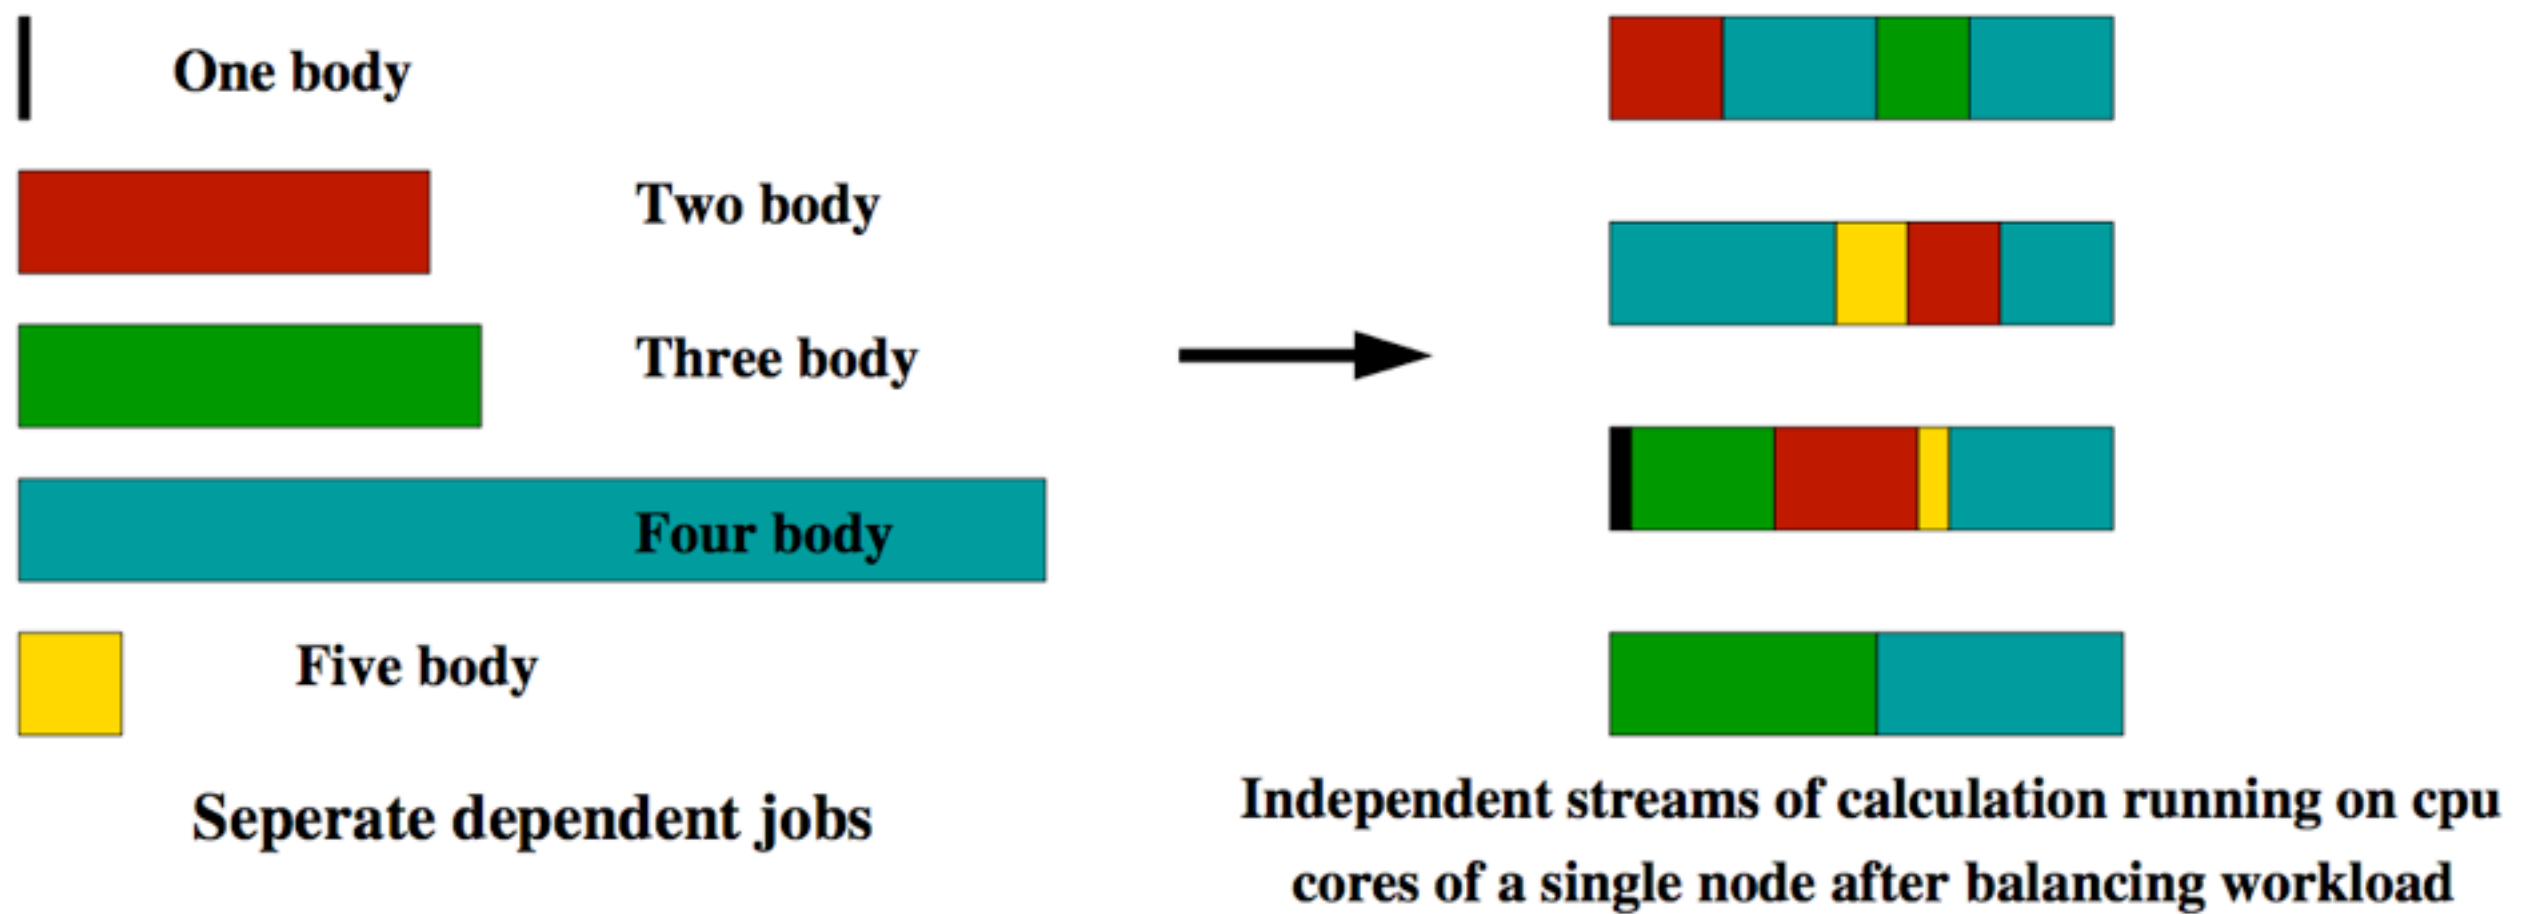 One body
Two body
Three body
Four body
Five body
Seperate dependent jobs
Independent streams of calculation running on cpu
cores of a single node after balancing workload